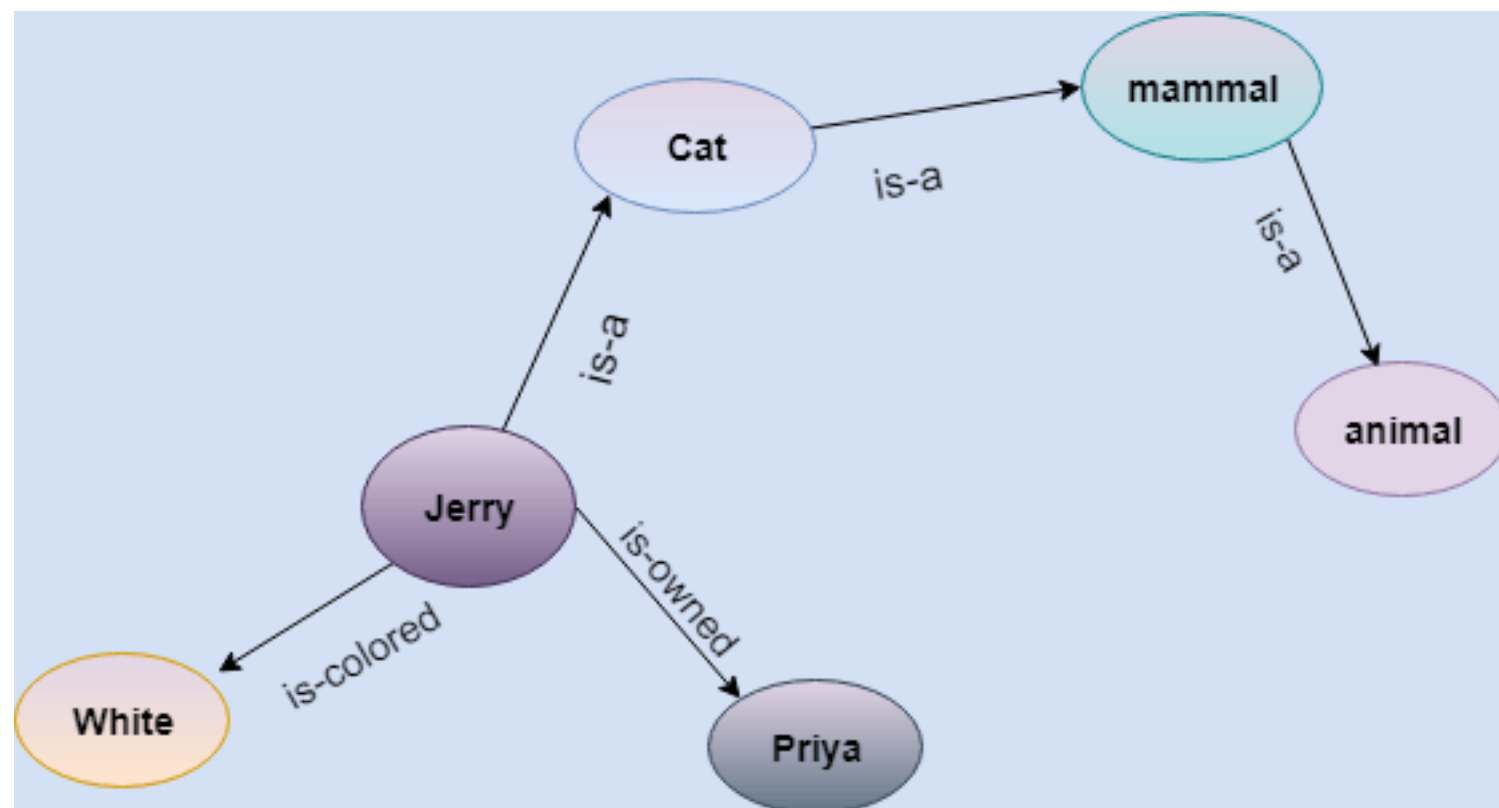 mammal
Cat
is-a
is-a
is-a
animal
Jerry
is-owned
is-colored
White
Priya